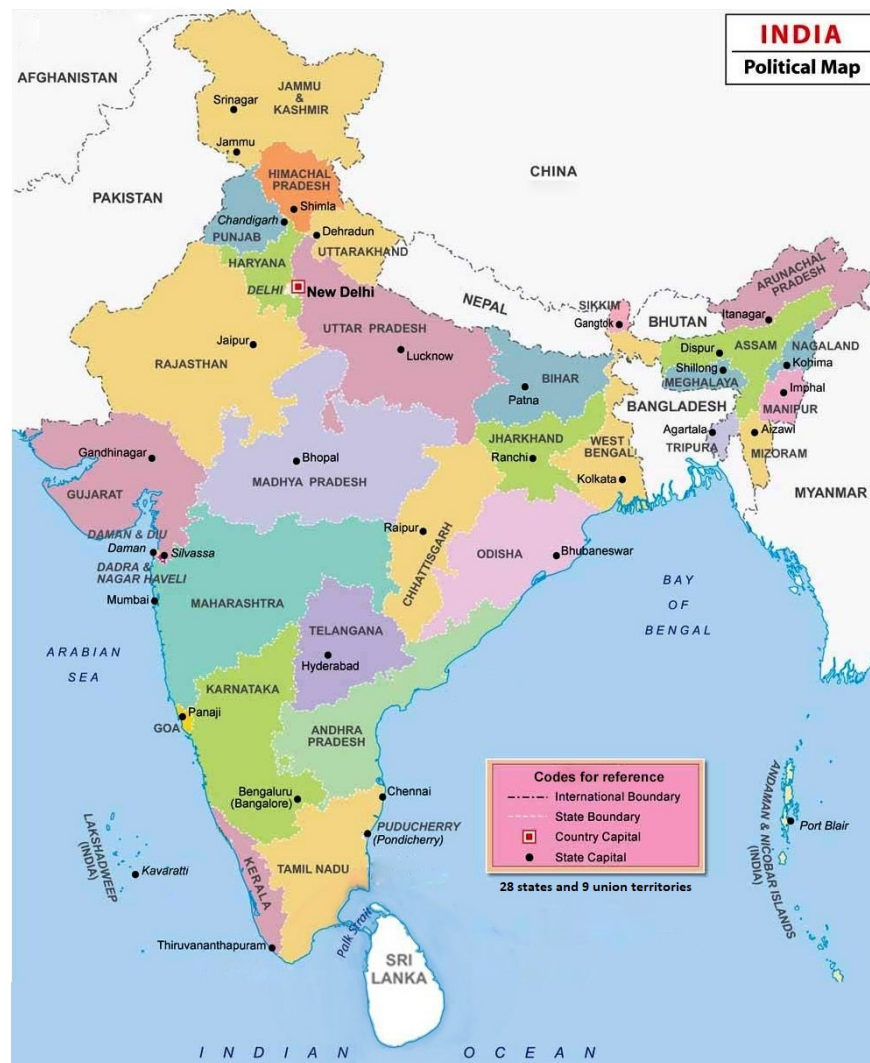 INDIA
Political Map
AFGHANISTAN
JAMMU
&
KASHMIR
Srinagar
Jammu
CHINA
HIMACHAL
PRADESH
PAKISTAN
Shimla
Chandigarh
PUNJAB
Dehradun
UTTARAKHAND
HARYANA
DELHI
New Delhi
NEPAL
SIKKIM
Gangtok
BHUTAN
ARUNACHAL
PRADESH
Itanagar
UTTAR PRADESH
Jaipur
Lucknow
RAJASTHAN
ASSAM
NAGALAND
Dispur
Kohima
Shillong
MEGHALAYA
BIHAR
Patna
Imphal
MANIPUR
BANGLADESH
Agartala
TRIPURA
Aizawl
MIZORAM
JHARKHAND
Ranchi
WEST
BENGAL
Kolkata
Gandhinagar
Bhopal
MADHYA PRADESH
GUJARAT
MYANMAR
Raipur
CHHATTISGARH
ODISHA
Bhubaneswar
DAMAN & DIU
Daman
Silvassa
DADRA &
NAGAR HAVELI
Mumbai
MAHARASHTRA
BAY
OF
BENGAL
TELANGANA
Hyderabad
ARABIAN
SEA
KARNATAKA
Panaji
GOA
ANDHRA
PRADESH
Bengaluru
(Bangalore)
Chennai
Codes for reference
International Boundary
State Boundary
Country Capital
State Capital
28 states and 9 union territories
ANDAMAN & NICOBAR ISLANDS
(INDIA)
Port Blair
PUDUCHERRY
(Pondicherry)
LAKSHADWEEP
(INDIA)
Kavaratti
TAMIL NADU
KERALA
Thiruvananthapuram
Palk Strait
SRI
LANKA
INDIAN OCEAN